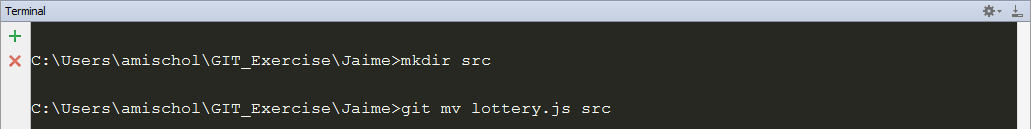 Terminal
C:\Users\amischol\GIT_Exercise\Jaime>mkdir src
C:\Users\amischol\GIT_Exercise\Jaime>git mv lottery.js src